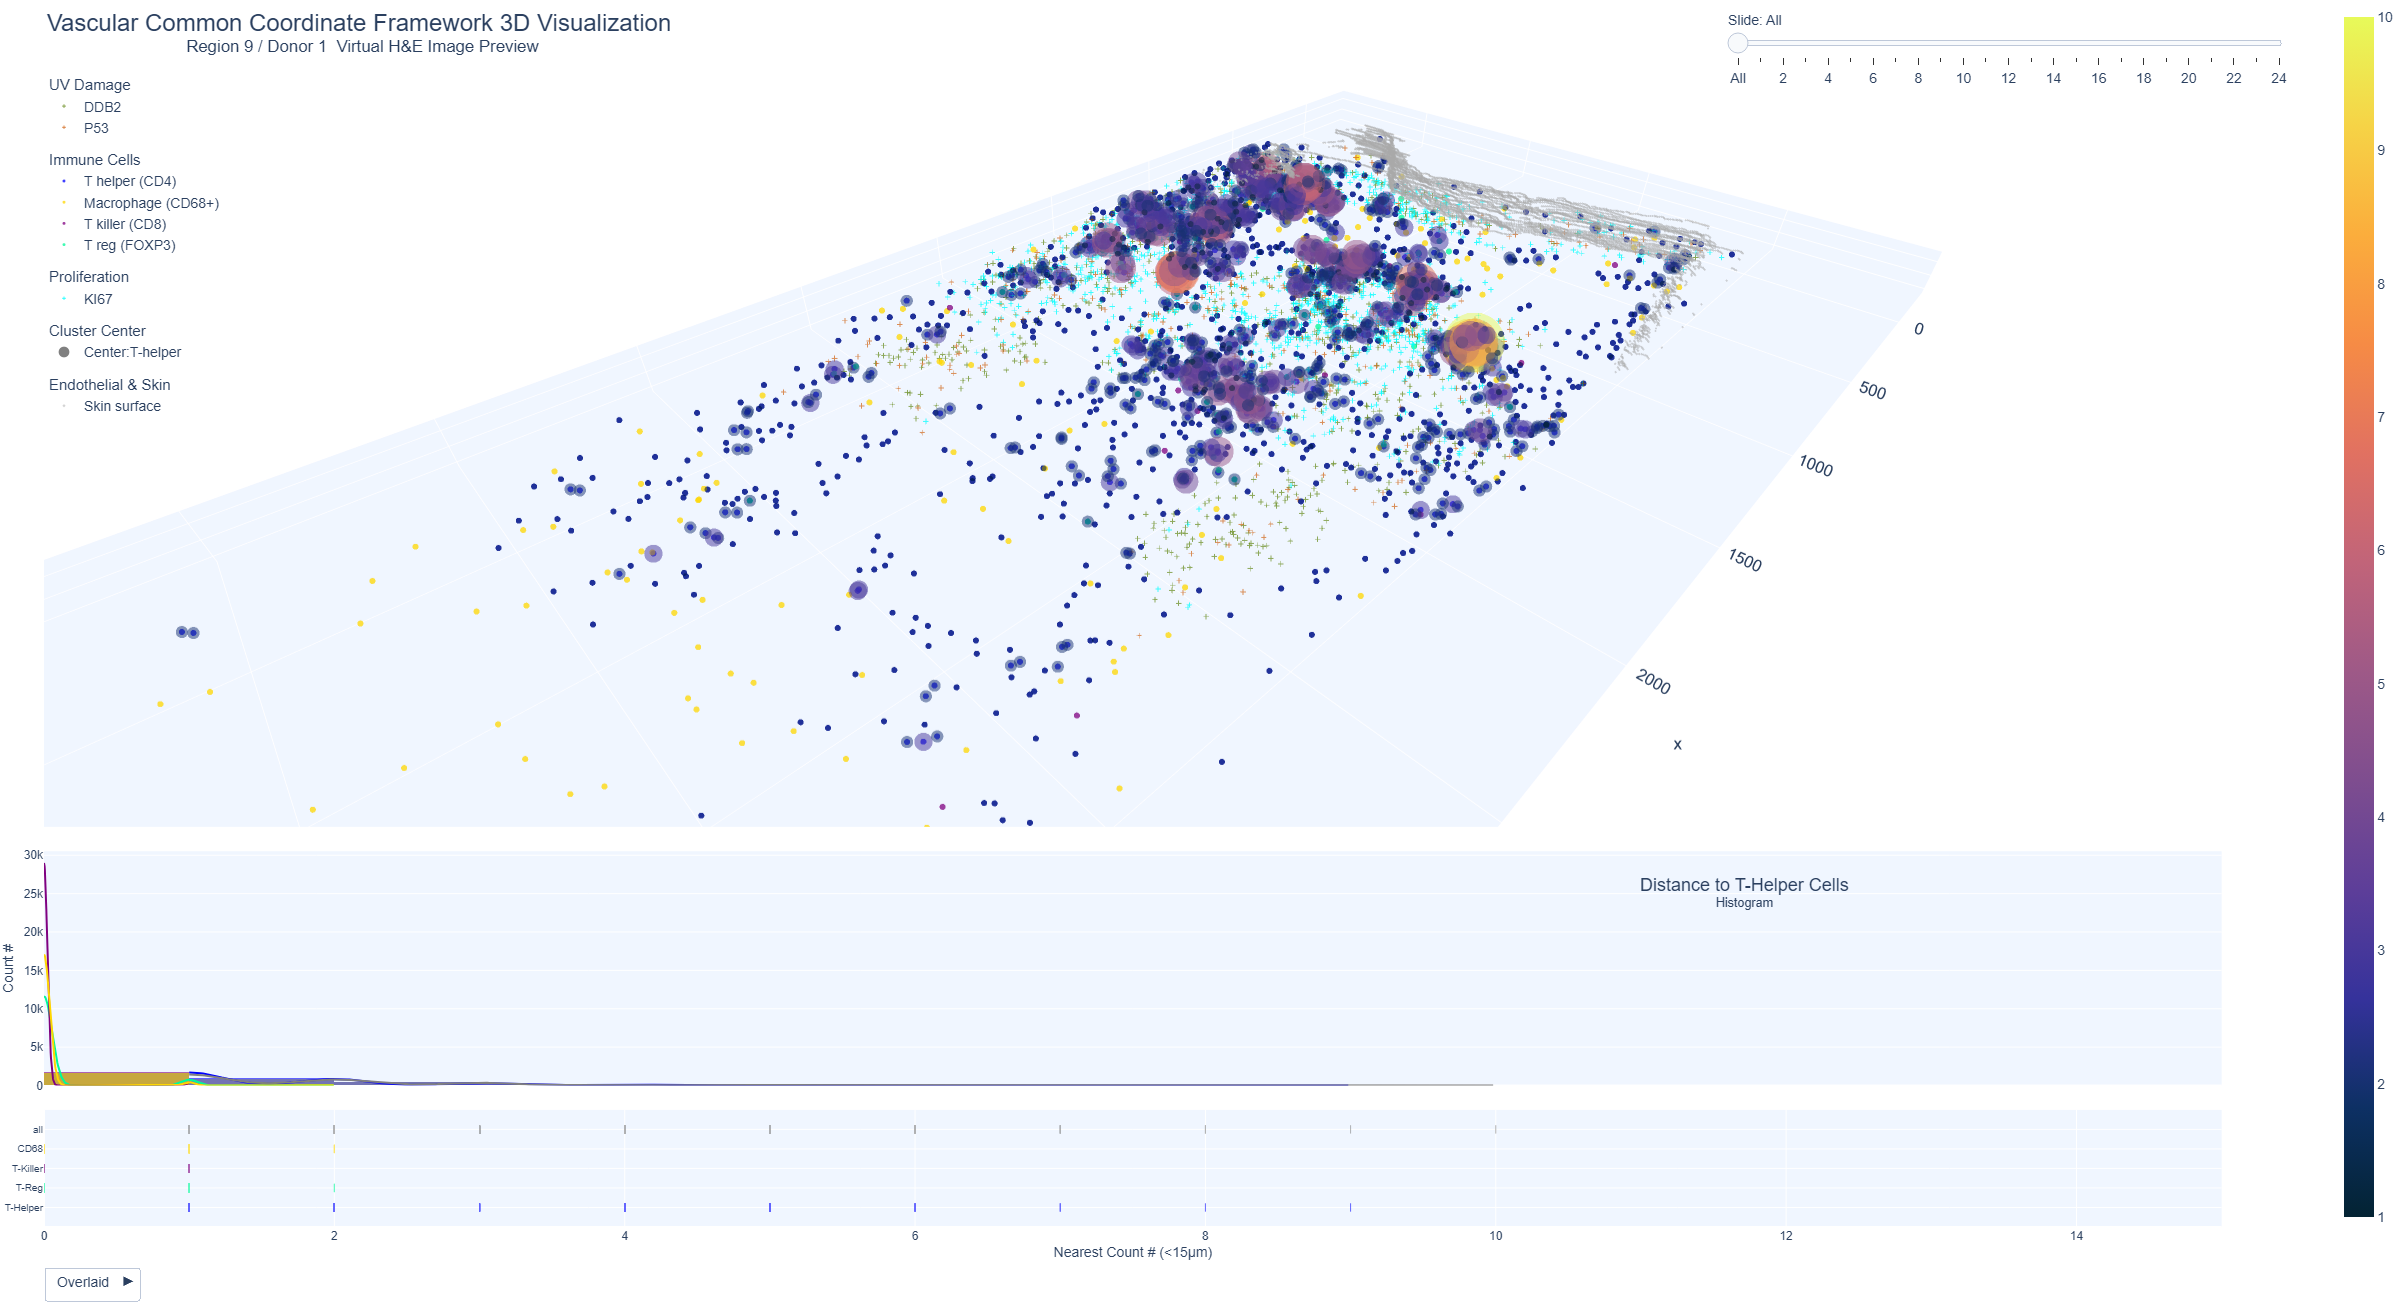 Vascular Common Coordinate Framework 3D Visualization
Region 9 / Donor 1  Virtual H&E Image Preview
Slide: All
All 2 4 6 8 10 12 14 16 18 20 22 24
UV Damage
DDB2
P53
Immune Cells
T helper (CD4)
Macrophage (CD68+)
T killer (CD8)
T reg (FOXP3)
Proliferation
KI67
Cluster Center
Center:T-helper
Endothelial & Skin
Skin surface
0
500
1000
1500
2000
x
10
9
8
7
6
5
4
3
2
1
Distance to T-Helper Cells
Histogram
Count #
30k
25k
20k
15k
10k
5k
0
all
CD68
T-Killer
T-Reg
T-Helper
0 2 4 6 8 10 12 14
Nearest Count # (<15μm)
Overlaid ►